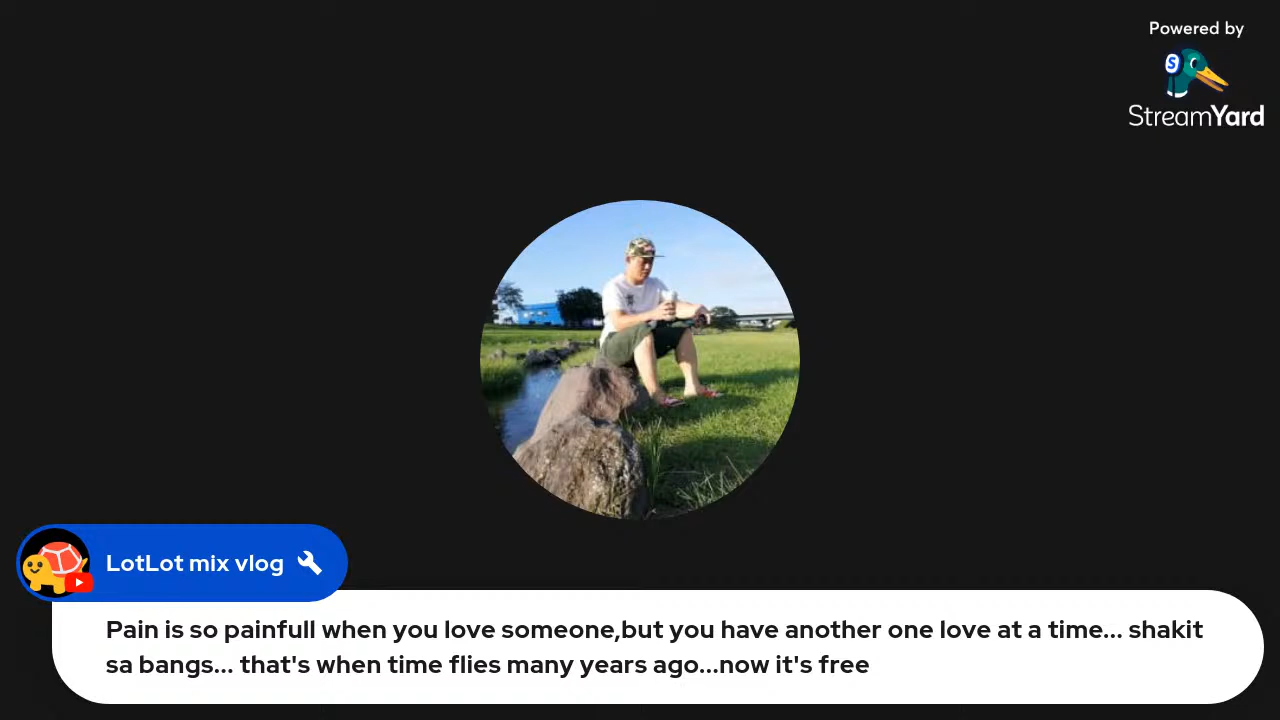 Powered by
S
StreamYard
LotLot mix vlog
Pain is so painfull when you love someone,but you have another one love at a time... shakit
sa bangs... that's when time flies many years ago...now it's free